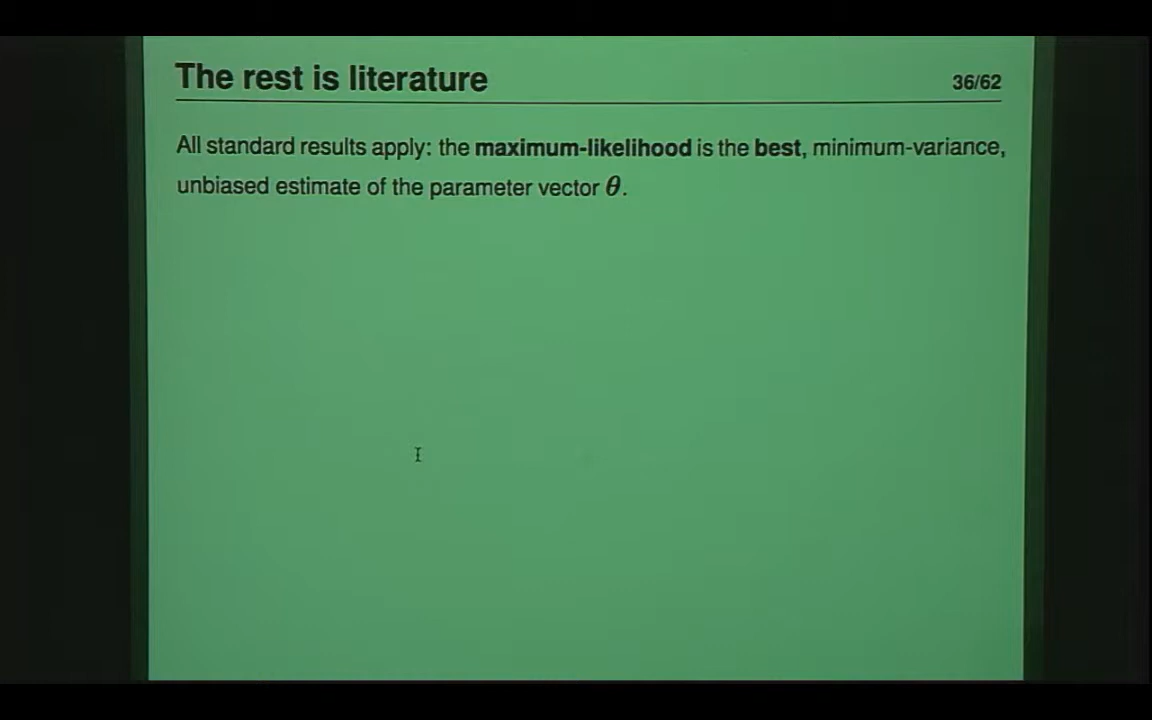 The rest is literature
36/62
All standard results apply: the maximum-likelihood is the best, minimum-variance,
unbiased estimate of the parameter vector θ.